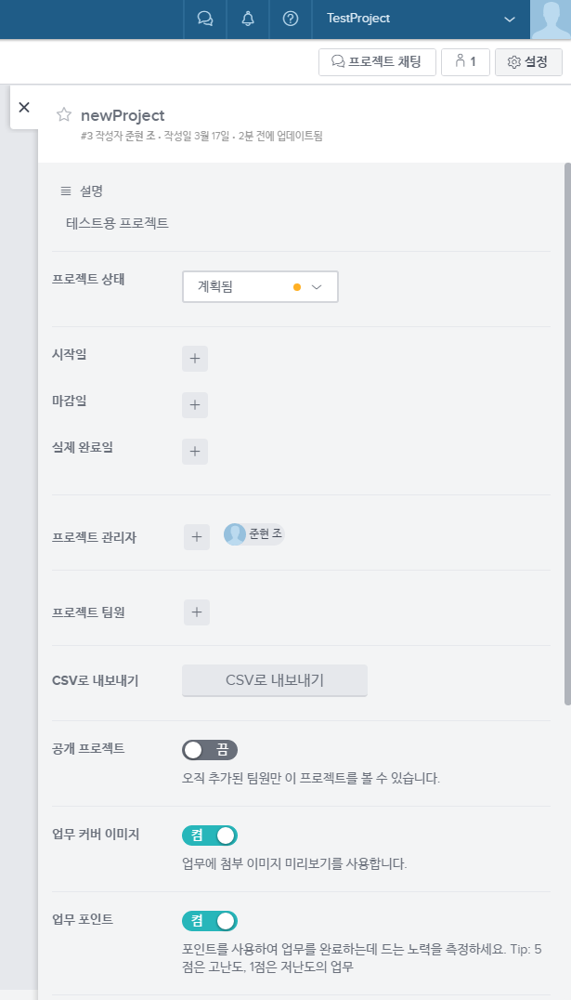 TestProject
프로젝트 채팅
1
설정
newProject
#3 작성자 준현 조 • 작성일 3월 17일 • 2분 전에 업데이트됨
설명
테스트용 프로젝트
프로젝트 상태
계획됨
시작일
마감일
실제 완료일
프로젝트 관리자
준현 조
프로젝트 팀원
CSV로 내보내기
CSV로 내보내기
공개 프로젝트
끔
오직 추가된 팀원만 이 프로젝트를 볼 수 있습니다.
업무 커버 이미지
켬
업무에 첨부 이미지 미리보기를 사용합니다.
업무 포인트
켬
포인트를 사용하여 업무를 완료하는데 드는 노력을 측정하세요. Tip: 5
점은 고난도, 1점은 저난도의 업무